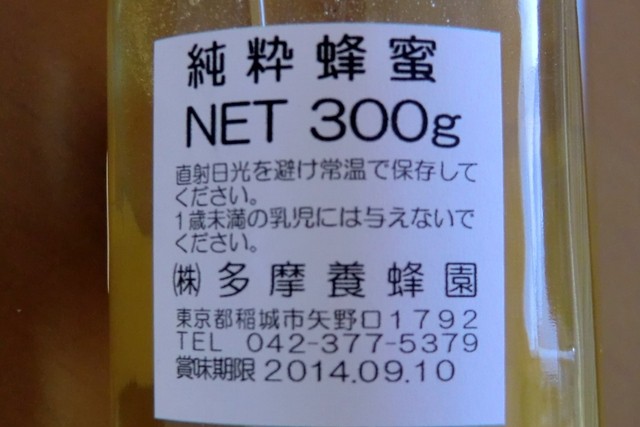 純粋蜂蜜
NET 300g
直射日光を避け常温で保存して
ください。
1歳未満の乳児には与えないで
ください。
㈱多摩養蜂園
東京都稲城市矢野口1792
TEL 042-377-5379
賞味期限 2014.09.10